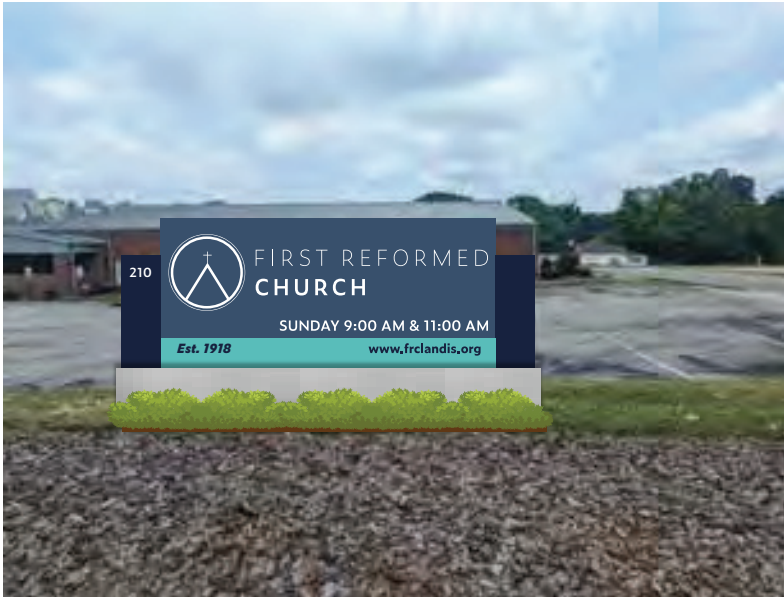 210
FIRST REFORMED
CHURCH
SUNDAY 9:00 AM & 11:00 AM
Est. 1918
www.frclandis.org